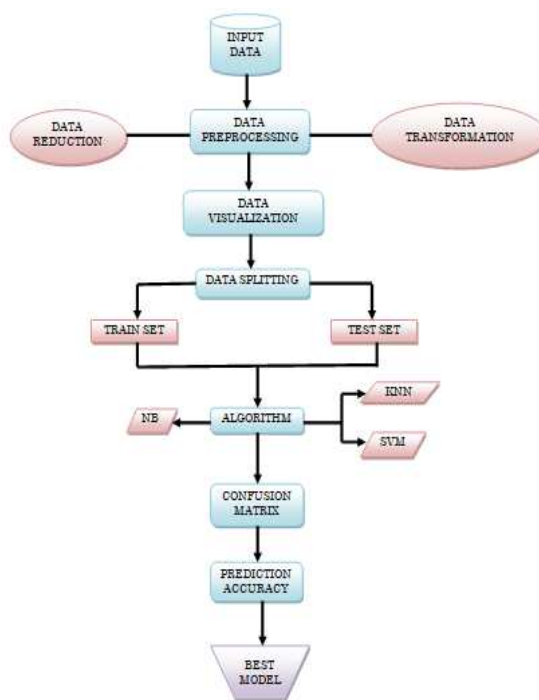 INPUT
DATA
DATA
REDUCTION
DATA
PREPROCESSING
DATA
TRANSFORMATION
DATA
VISUALIZATION
DATA SPLITTING
TRAIN SET
TEST SET
NB
ALGORITHM
KNN
SVM
CONFUSION
MATRIX
PREDICTION
ACCURACY
BEST
MODEL